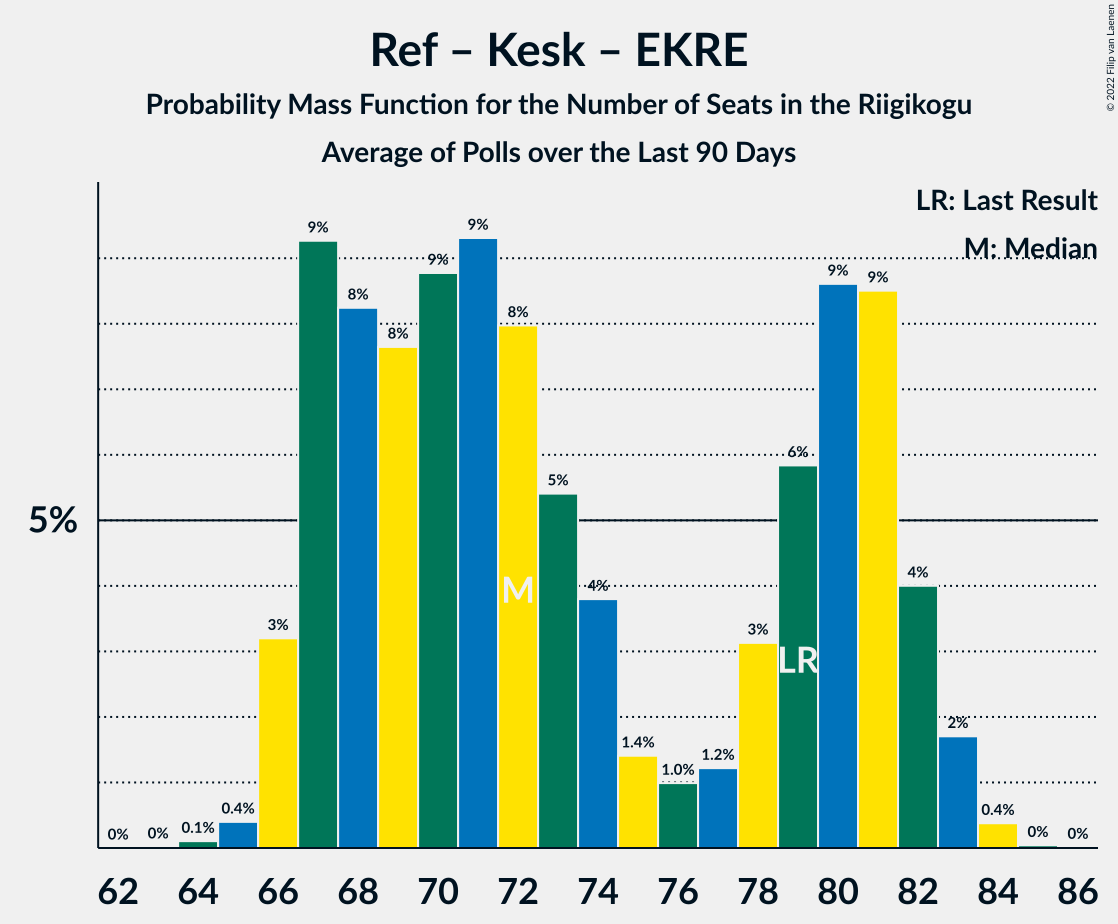 Ref – Kesk – EKRE
Probability Mass Function for the Number of Seats in the Riigikogu
Average of Polls over the Last 90 Days
© 2022 Filip van Laenen
LR: Last Result
M: Median
5%
0% 0% 0.1% 0.4% 3% 9% 8% 8% 9% 9% 8% 5% 4% 1.4% 1.0% 1.2% 3% 6% 9% 9% 4% 2% 0.4% 0% 0%
M
LR
62 64 66 68 70 72 74 76 78 80 82 84 86